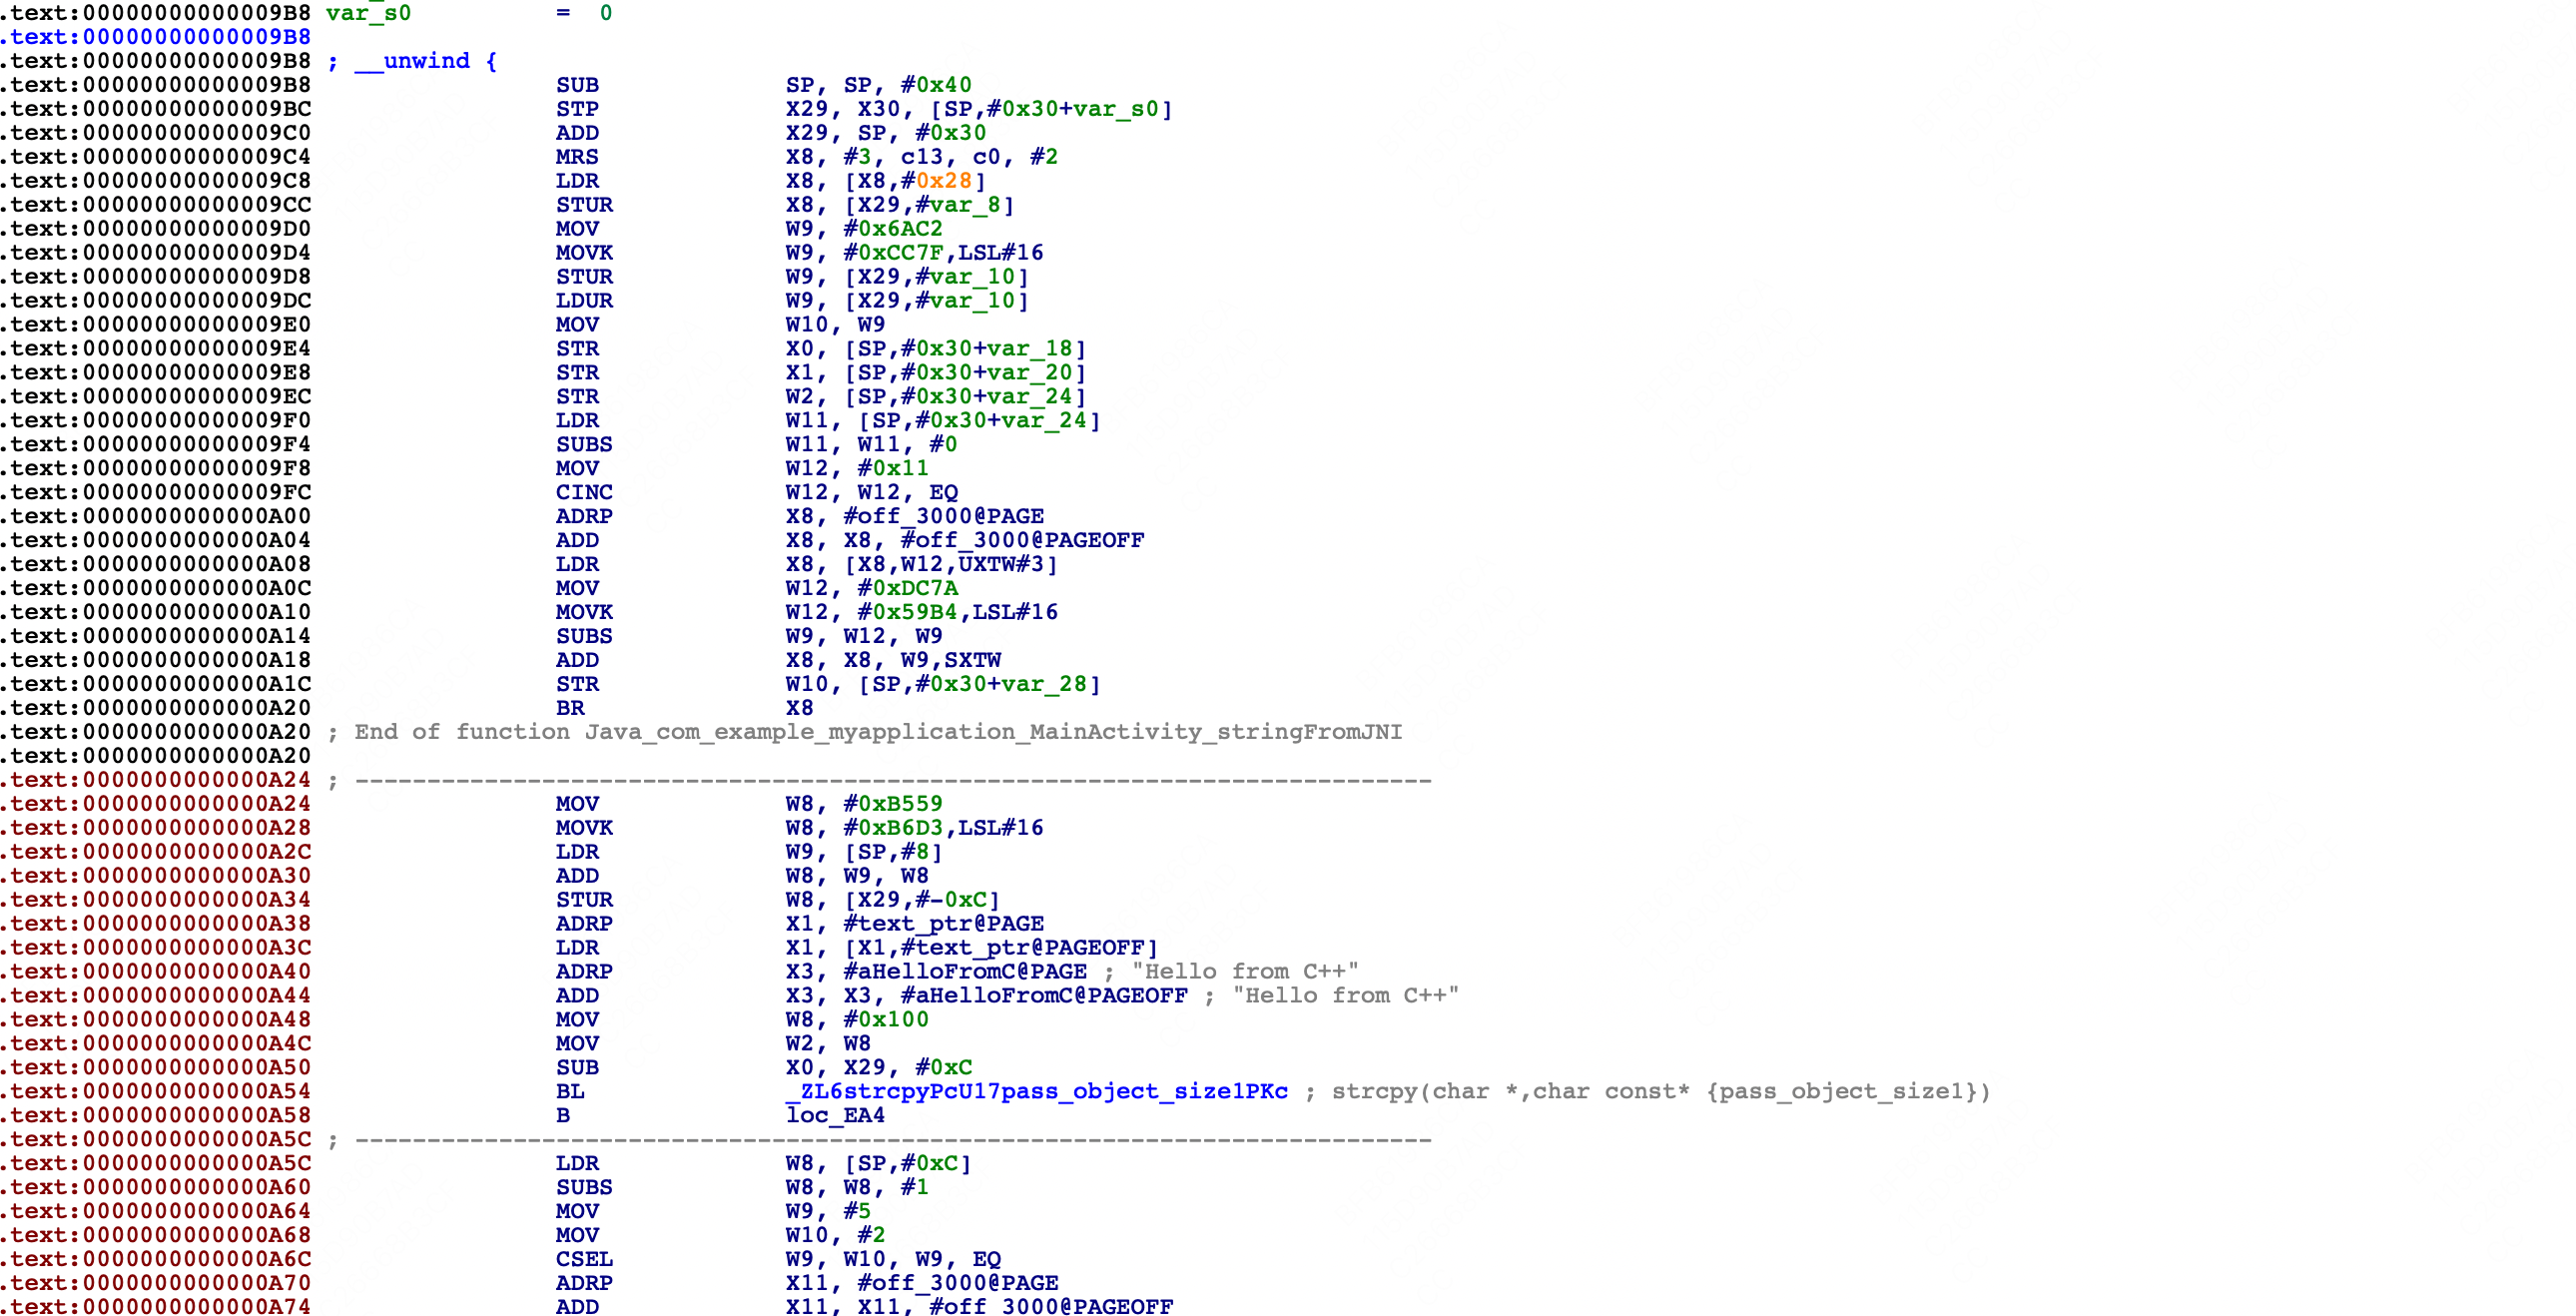 .text:00000000000009B8 var_s0          =  0
.text:00000000000009B8
.text:00000000000009B8 ; __unwind {
.text:00000000000009B8                 SUB             SP, SP, #0x40
.text:00000000000009BC                 STP             X29, X30, [SP,#0x30+var_s0]
.text:00000000000009C0                 ADD             X29, SP, #0x30
.text:00000000000009C4                 MRS             X8, #3, c13, c0, #2
.text:00000000000009C8                 LDR             X8, [X8,#0x28]
.text:00000000000009CC                 STUR            X8, [X29,#var_8]
.text:00000000000009D0                 MOV             W9, #0x6AC2
.text:00000000000009D4                 MOVK            W9, #0xCC7F,LSL#16
.text:00000000000009D8                 STUR            W9, [X29,#var_10]
.text:00000000000009DC                 LDUR            W9, [X29,#var_10]
.text:00000000000009E0                 MOV             W10, W9
.text:00000000000009E4                 STR             X0, [SP,#0x30+var_18]
.text:00000000000009E8                 STR             X1, [SP,#0x30+var_20]
.text:00000000000009EC                 STR             W2, [SP,#0x30+var_24]
.text:00000000000009F0                 LDR             W11, [SP,#0x30+var_24]
.text:00000000000009F4                 SUBS            W11, W11, #0
.text:00000000000009F8                 MOV             W12, #0x11
.text:00000000000009FC                 CINC            W12, W12, EQ
.text:0000000000000A00                 ADRP            X8, #off_3000@PAGE
.text:0000000000000A04                 ADD             X8, X8, #off_3000@PAGEOFF
.text:0000000000000A08                 LDR             X8, [X8,W12,UXTW#3]
.text:0000000000000A0C                 MOV             W12, #0xDC7A
.text:0000000000000A10                 MOVK            W12, #0x59B4,LSL#16
.text:0000000000000A14                 SUBS            W9, W12, W9
.text:0000000000000A18                 ADD             X8, X8, W9,SXTW
.text:0000000000000A1C                 STR             W10, [SP,#0x30+var_28]
.text:0000000000000A20                 BR              X8
.text:0000000000000A20 ; End of function Java_com_example_myapplication_MainActivity_stringFromJNI
.text:0000000000000A20
.text:0000000000000A24 ; ---------------------------------------------------------------------------
.text:0000000000000A24                 MOV             W8, #0xB559
.text:0000000000000A28                 MOVK            W8, #0xB6D3,LSL#16
.text:0000000000000A2C                 LDR             W9, [SP,#8]
.text:0000000000000A30                 ADD             W8, W9, W8
.text:0000000000000A34                 STUR            W8, [X29,#-0xC]
.text:0000000000000A38                 ADRP            X1, #text_ptr@PAGE
.text:0000000000000A3C                 LDR             X1, [X1,#text_ptr@PAGEOFF]
.text:0000000000000A40                 ADRP            X3, #aHelloFromC@PAGE ; "Hello from C++"
.text:0000000000000A44                 ADD             X3, X3, #aHelloFromC@PAGEOFF ; "Hello from C++"
.text:0000000000000A48                 MOV             W8, #0x100
.text:0000000000000A4C                 MOV             W2, W8
.text:0000000000000A50                 SUB             X0, X29, #0xC
.text:0000000000000A54                 BL              _ZL6strcpyPcU17pass_object_size1PKc ; strcpy(char *,char const* {pass_object_size1})
.text:0000000000000A58                 B               loc_EA4
.text:0000000000000A5C ; ---------------------------------------------------------------------------
.text:0000000000000A5C                 LDR             W8, [SP,#0xC]
.text:0000000000000A60                 SUBS            W8, W8, #1
.text:0000000000000A64                 MOV             W9, #5
.text:0000000000000A68                 MOV             W10, #2
.text:0000000000000A6C                 CSEL            W9, W10, W9, EQ
.text:0000000000000A70                 ADRP            X11, #off_3000@PAGE
.text:0000000000000A74                 ADD             X11, X11, #off_3000@PAGEOFF